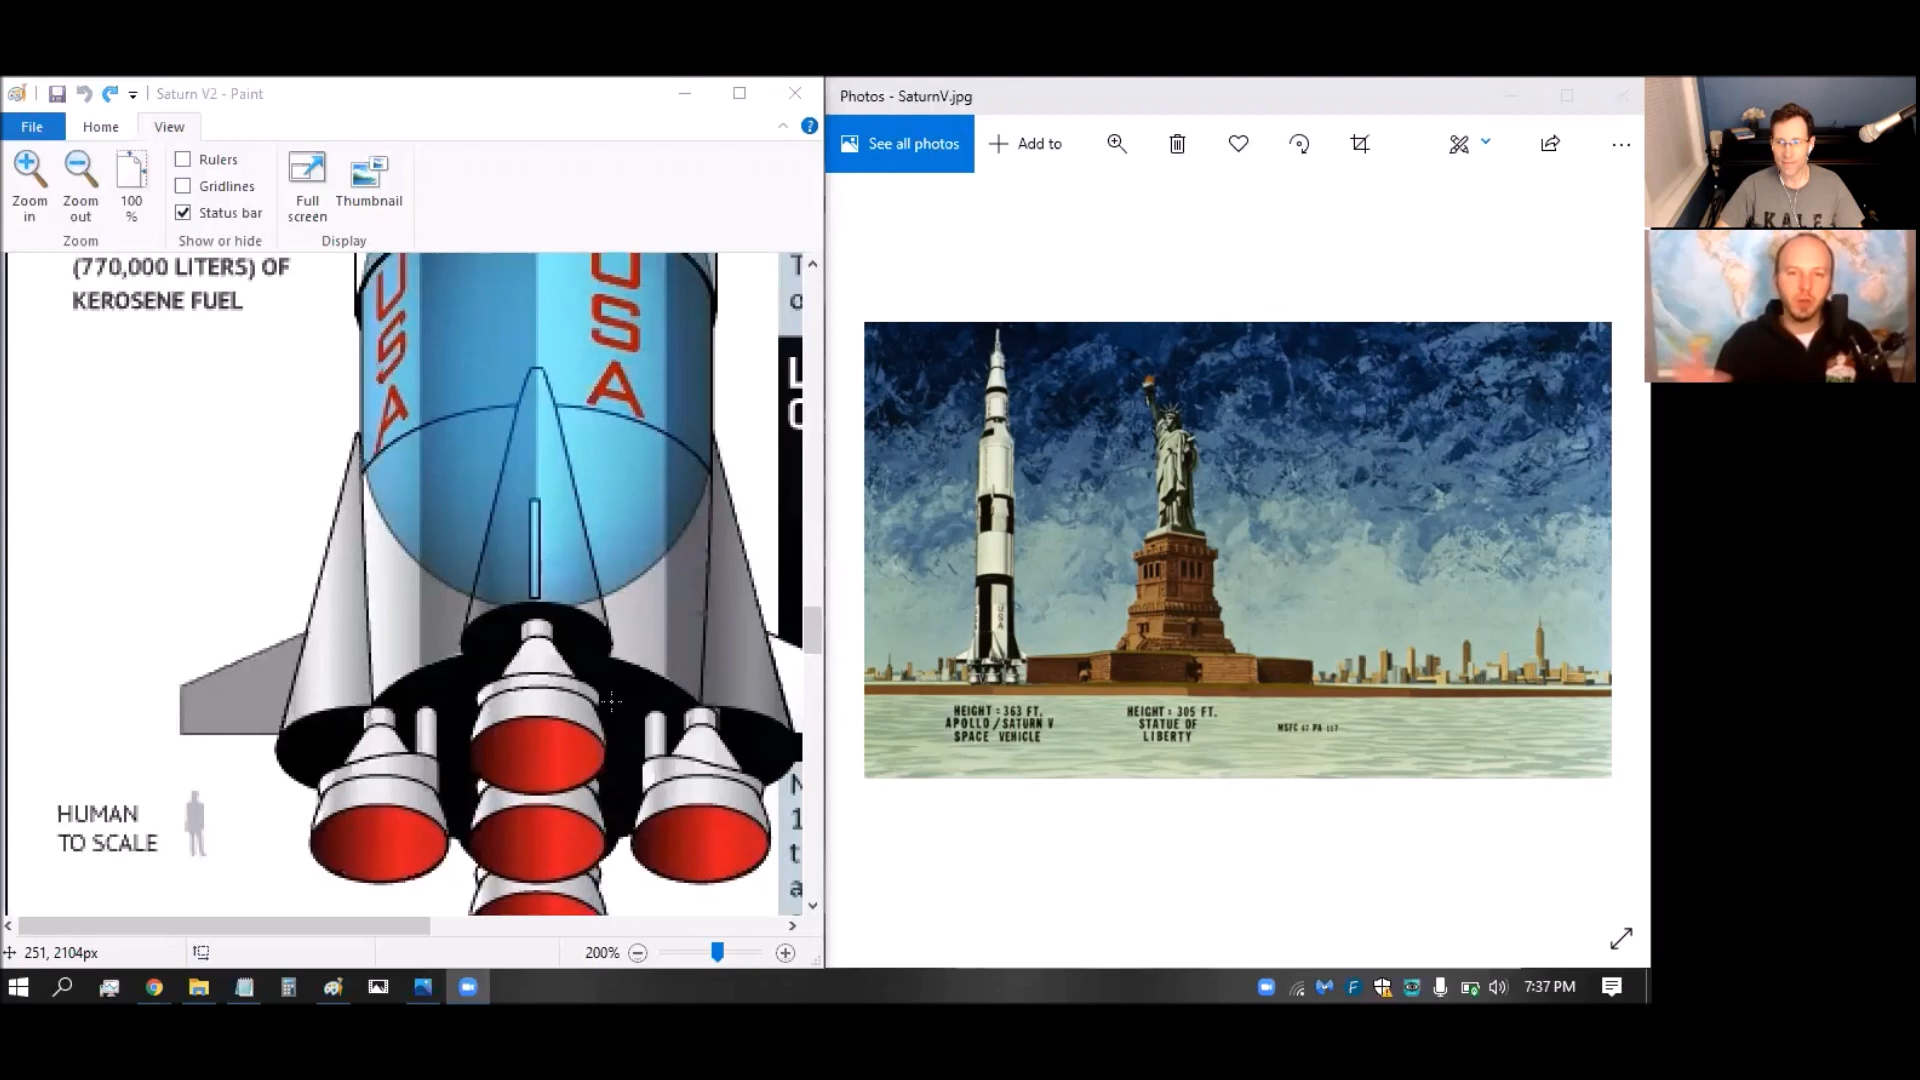 Saturn V2 - Paint
File
Home
View
Zoom in
Zoom out
100 %
Rulers
Gridlines
Status bar
Full screen
Thumbnail
Zoom
Show or hide
Display
(770,000 LITERS) OF
KEROSENE FUEL
USA
USA
HUMAN
TO SCALE
251, 2104px
200%
Photos - SaturnV.jpg
See all photos
Add to
USA
HEIGHT: 363 FT.
APOLLO/SATURN V
SPACE VEHICLE
HEIGHT: 305 FT.
STATUE OF
LIBERTY
KALE
7:37 PM